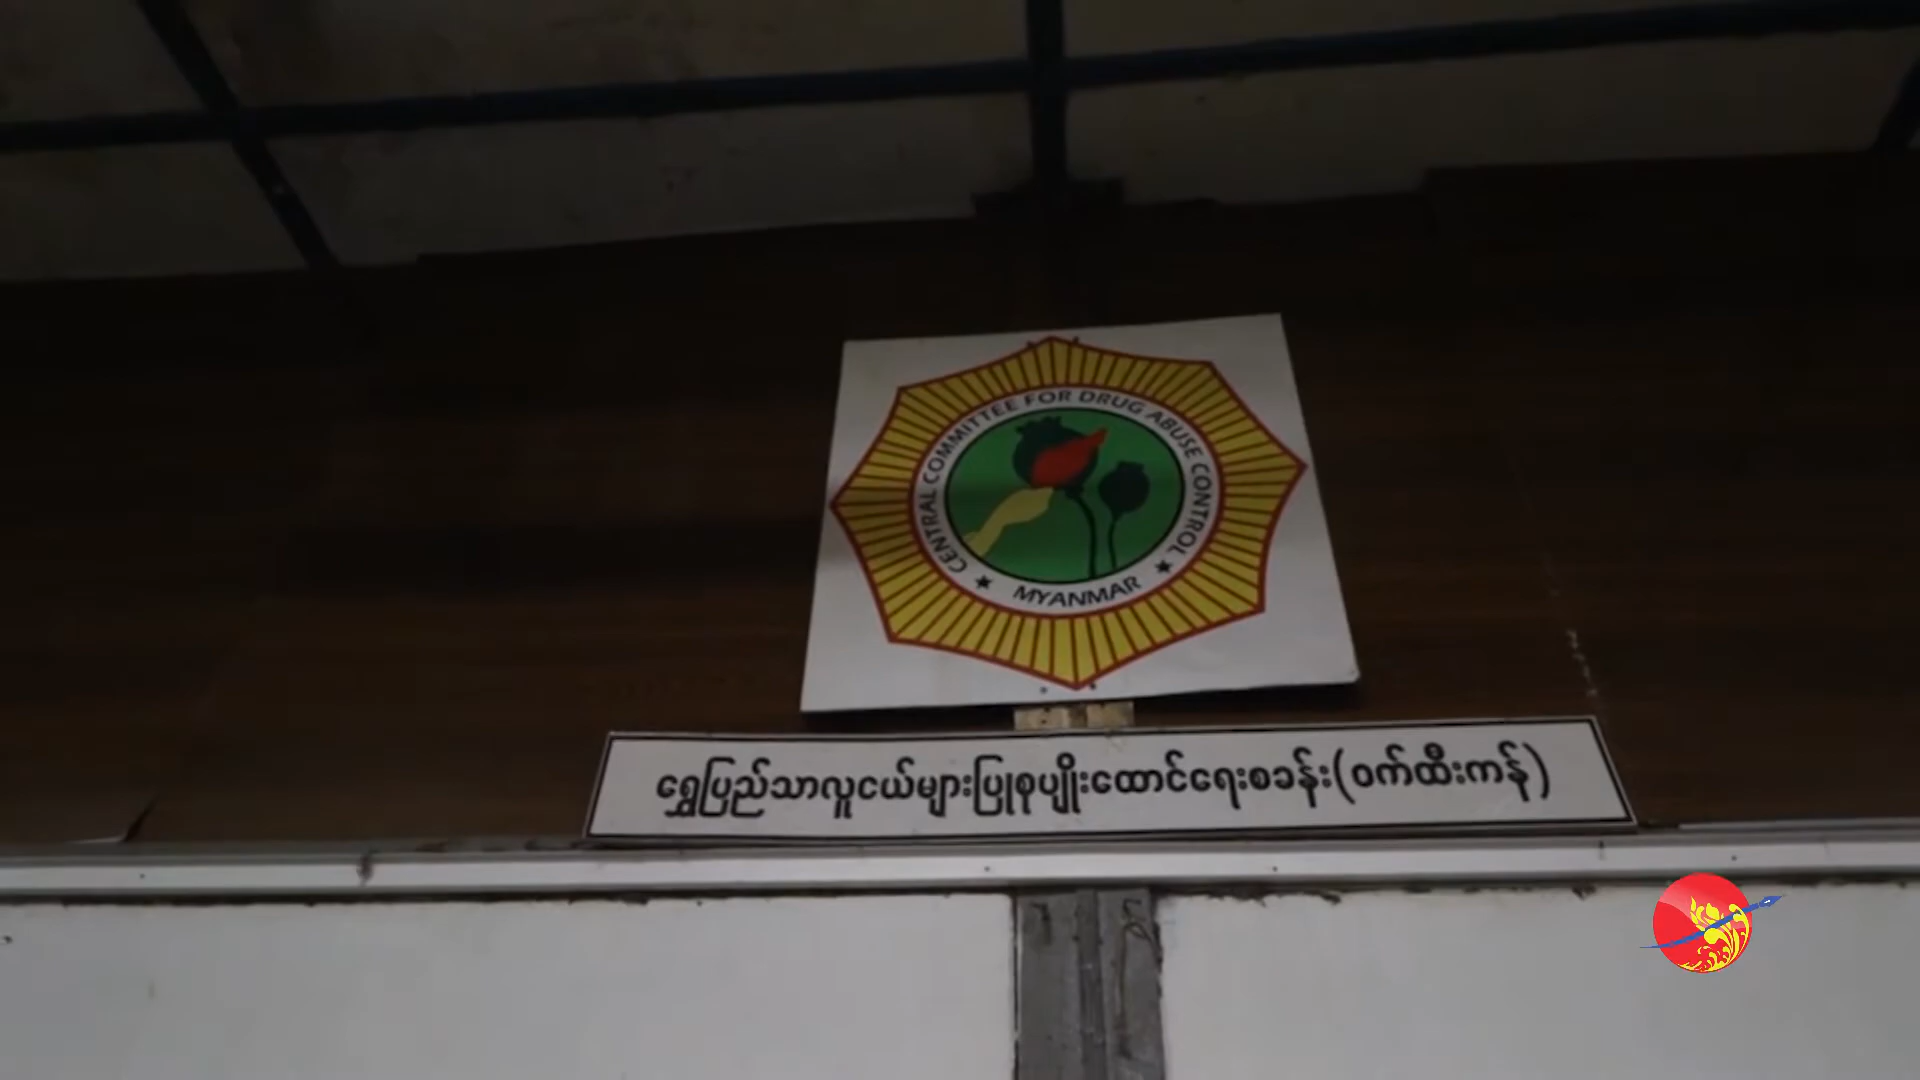 CENTRAL COMMITTEE FOR DRUG ABUSE CONTROL
★ MYANMAR ★
ရွှေပြည်သာလူငယ်များပြုစုပျိုးထောင်ရေးစခန်း(ဝက်ထီးကန်)